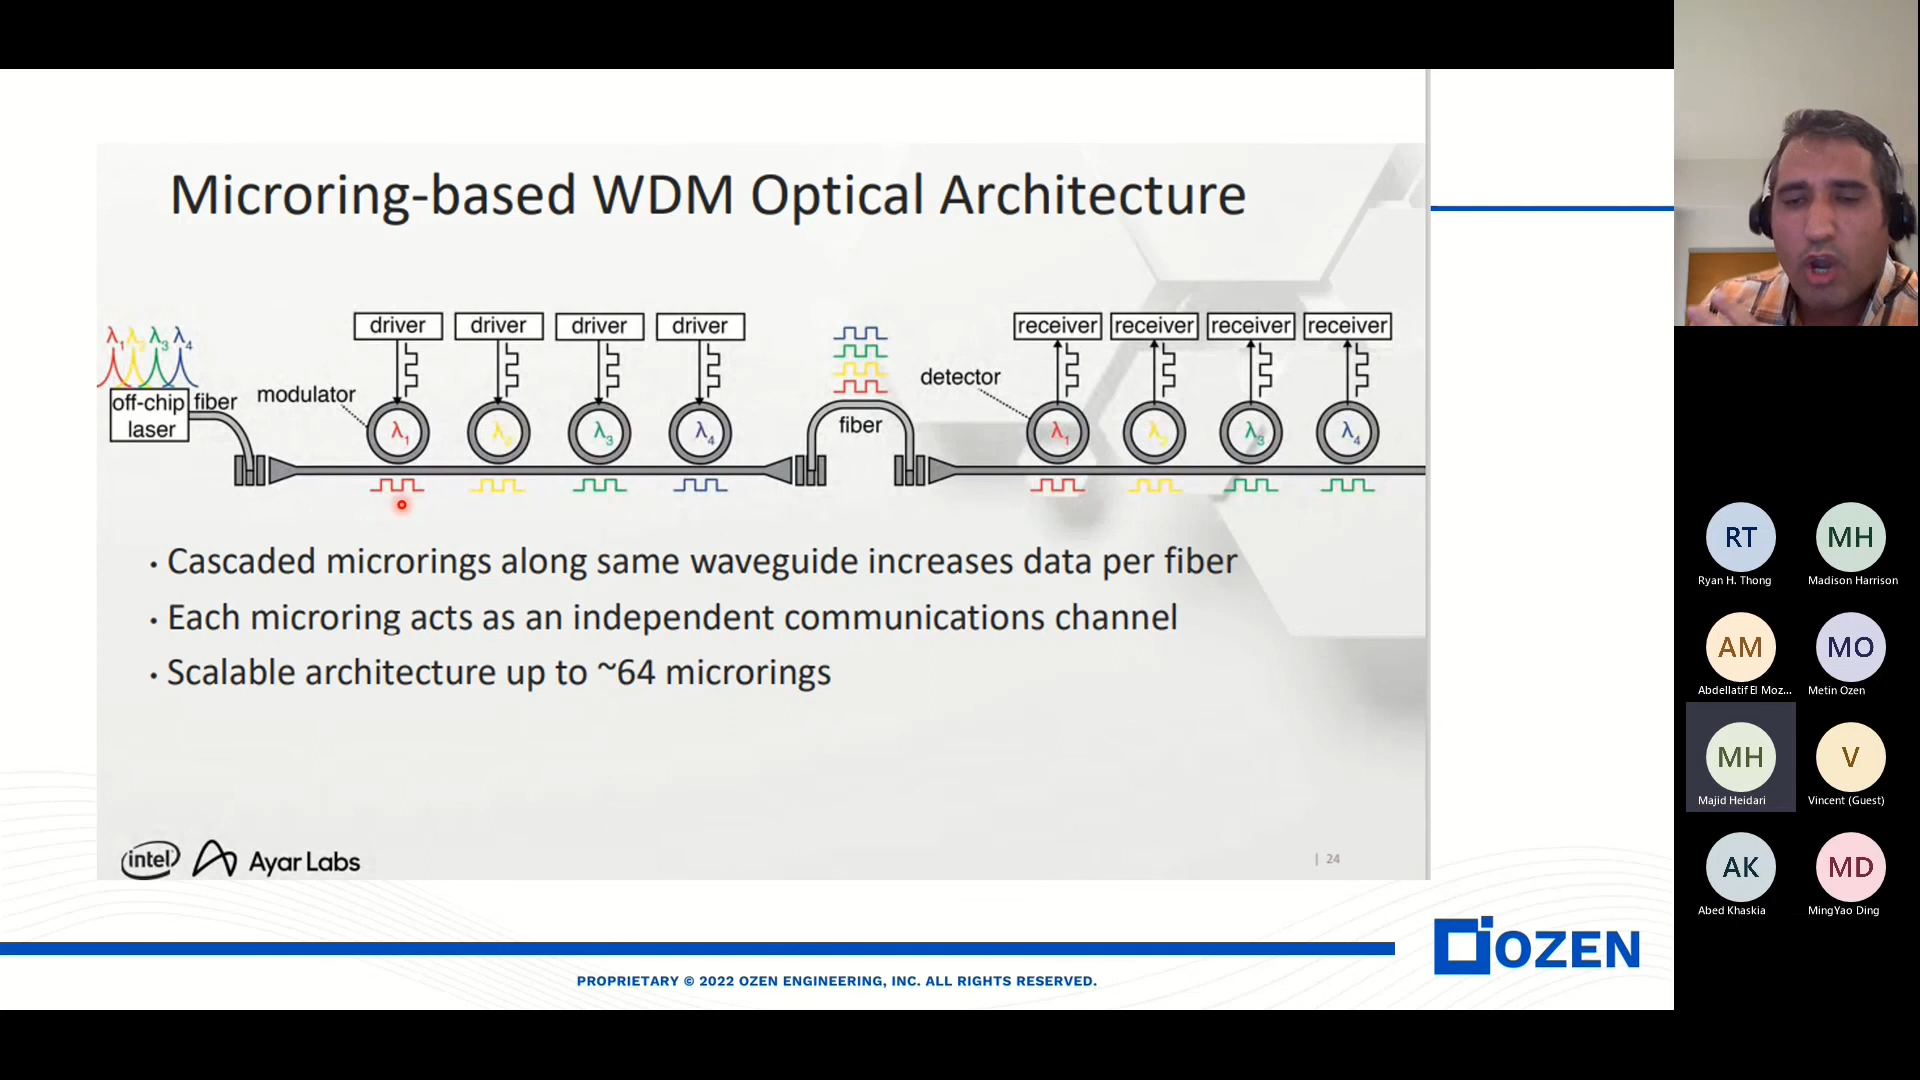 Microring-based WDM Optical Architecture
λ1 λ2 λ3 λ4
off-chip laser
fiber
modulator
driver driver driver driver
λ1 λ2 λ3 λ4
fiber
detector
receiver receiver receiver receiver
λ1 λ2 λ3 λ4
• Cascaded microrings along same waveguide increases data per fiber
• Each microring acts as an independent communications channel
• Scalable architecture up to ~64 microrings
intel Ayar Labs
| 24
OZEN
PROPRIETARY © 2022 OZEN ENGINEERING, INC. ALL RIGHTS RESERVED.
RT MH
Ryan H. Thong Madison Harrison
AM MO
Abdellatif El Moz... Metin Ozen
MH V
Majid Heidari Vincent (Guest)
AK MD
Abed Khaskia MingYao Ding